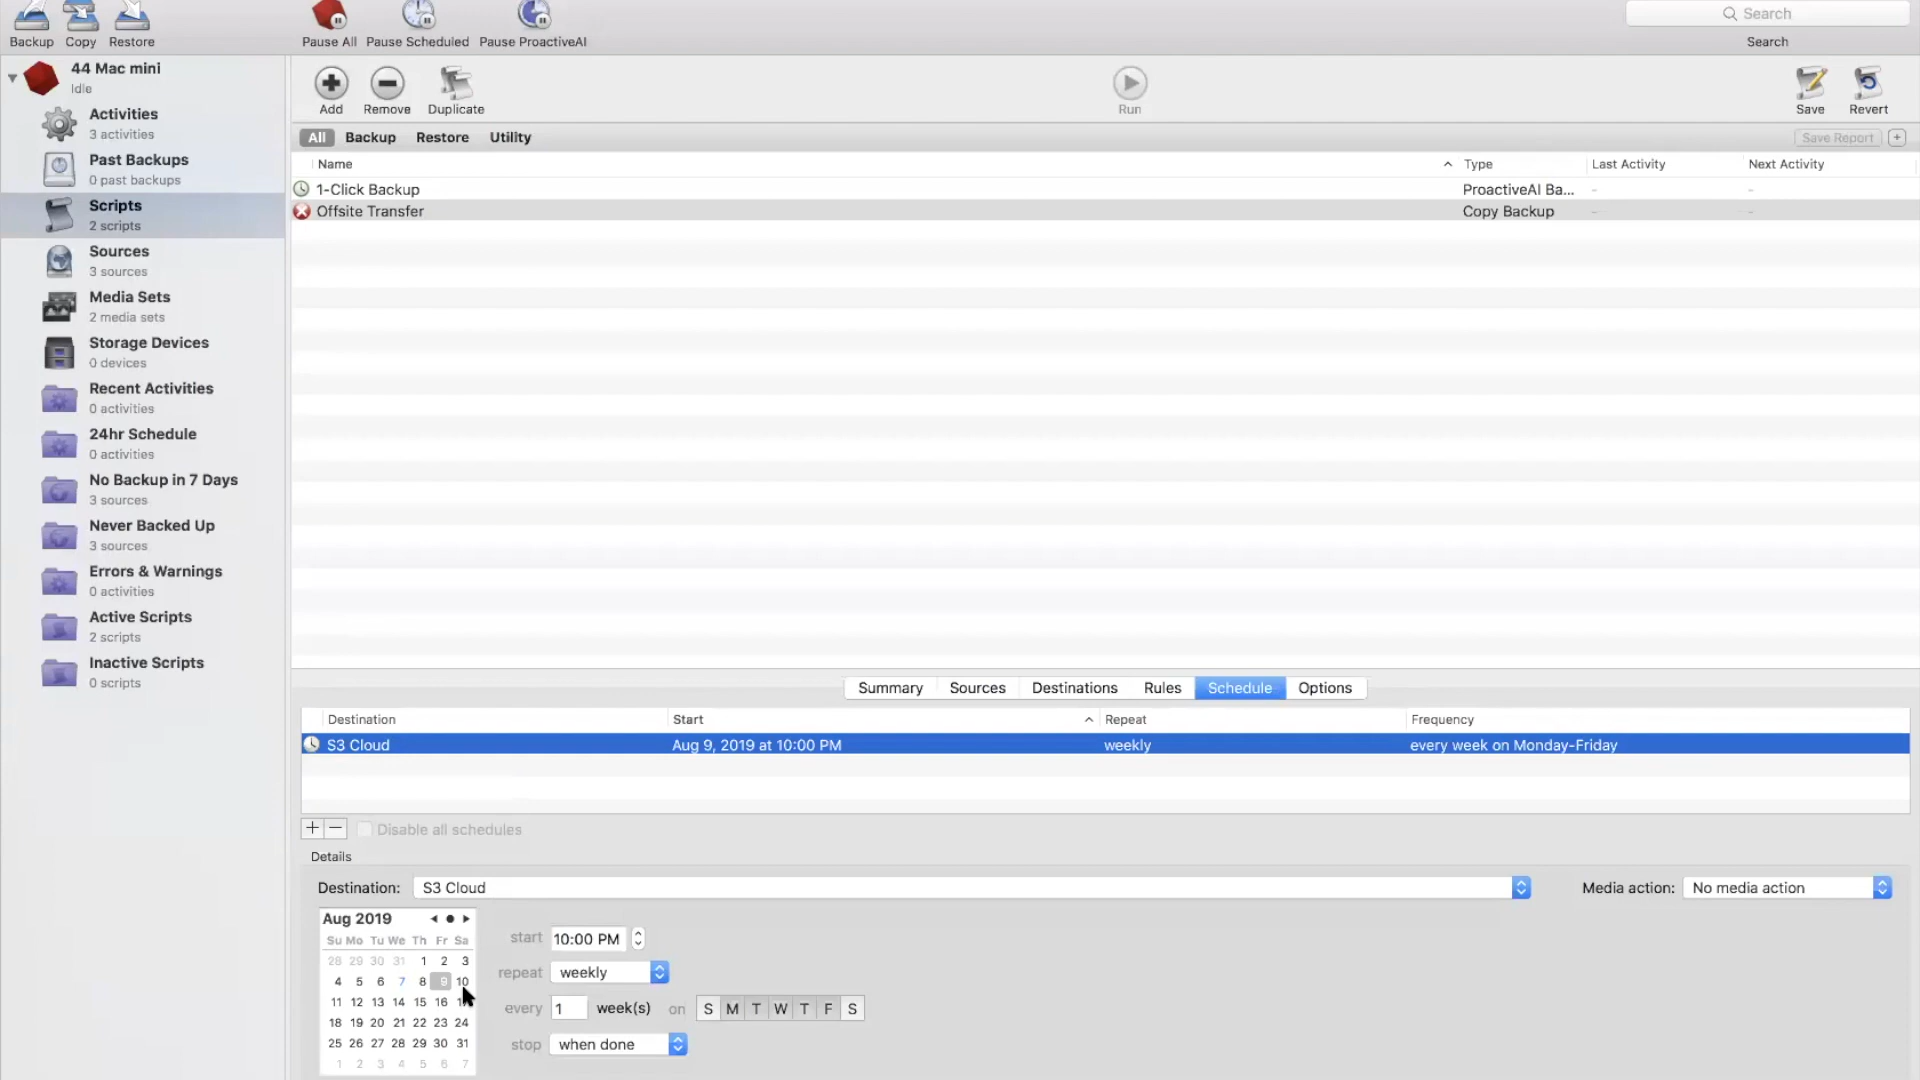 Backup Copy Restore Pause All Pause Scheduled Pause ProactiveAI Search
Search
44 Mac mini
Idle
Activities
3 activities
Past Backups
0 past backups
Scripts
2 scripts
Sources
3 sources
Media Sets
2 media sets
Storage Devices
0 devices
Recent Activities
0 activities
24hr Schedule
0 activities
No Backup in 7 Days
3 sources
Never Backed Up
3 sources
Errors & Warnings
0 activities
Active Scripts
2 scripts
Inactive Scripts
0 scripts
Add Remove Duplicate Run Save Revert
All Backup Restore Utility Save Report +
Name Type Last Activity Next Activity
1-Click Backup ProactiveAI Ba... - -
Offsite Transfer Copy Backup - -
Summary Sources Destinations Rules Schedule Options
Destination Start Repeat Frequency
S3 Cloud Aug 9, 2019 at 10:00 PM weekly every week on Monday-Friday
+ − Disable all schedules
Details
Destination: S3 Cloud Media action: No media action
Aug 2019
Su Mo Tu We Th Fr Sa
28 29 30 31 1 2 3
4 5 6 7 8 9 10
11 12 13 14 15 16
18 19 20 21 22 23 24
25 26 27 28 29 30 31
1 2 3 4 5 6 7
start 10:00 PM
repeat weekly
every 1 week(s) on S M T W T F S
stop when done